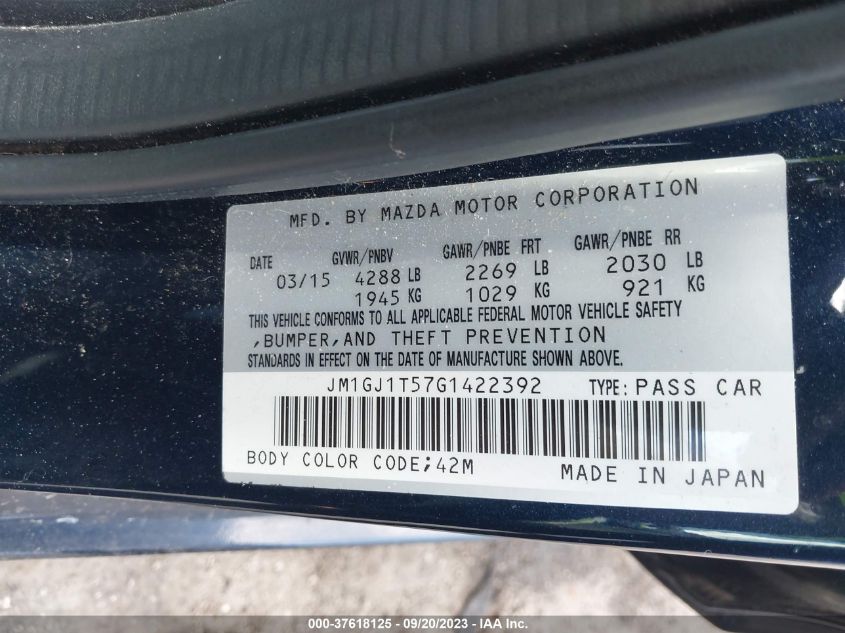 MFD. BY MAZDA MOTOR CORPORATION
DATE GVWR/PNBV GAWR/PNBE FRT GAWR/PNBE RR
03/15 4288 LB 2269 LB 2030 LB
1945 KG 1029 KG 921 KG
THIS VEHICLE CONFORMS TO ALL APPLICABLE FEDERAL MOTOR VEHICLE SAFETY
,BUMPER,AND THEFT PREVENTION
STANDARDS IN EFFECT ON THE DATE OF MANUFACTURE SHOWN ABOVE.
JM1GJ1T57G1422392 TYPE: PASS CAR
BODY COLOR CODE;42M MADE IN JAPAN
000-37618125 - 09/20/2023 - IAA Inc.